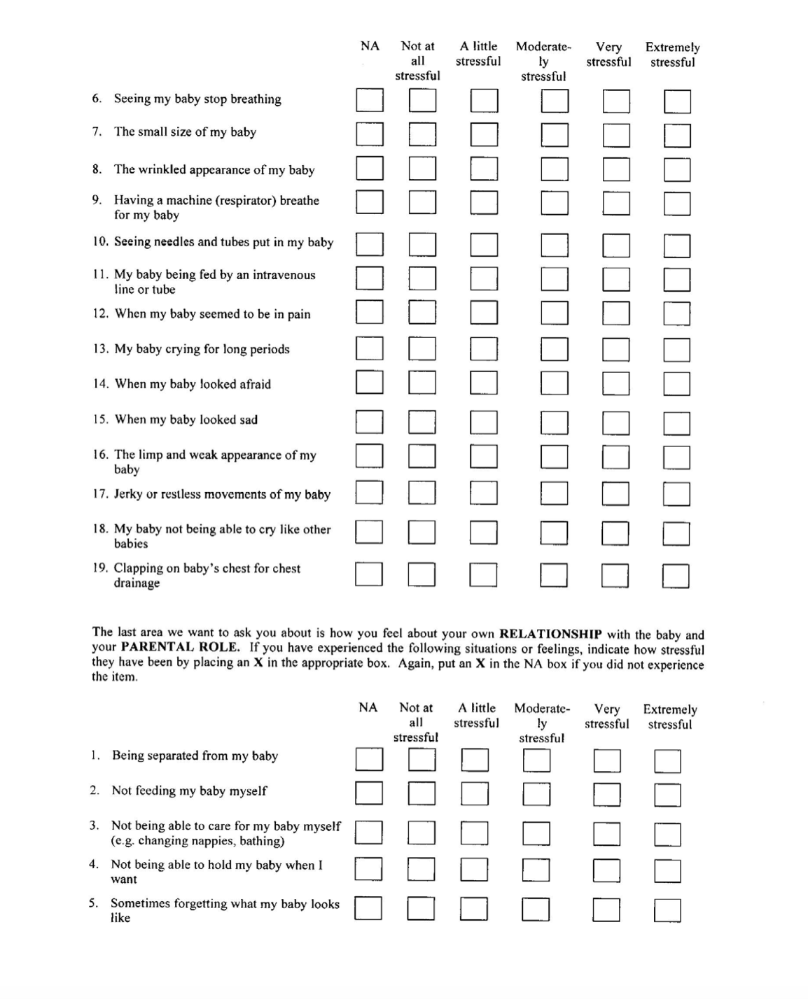 NA Not at A little Moderate- Very Extremely
all stressful ly stressful stressful
stressful stressful
6. Seeing my baby stop breathing
7. The small size of my baby
8. The wrinkled appearance of my baby
9. Having a machine (respirator) breathe
for my baby
10. Seeing needles and tubes put in my baby
11. My baby being fed by an intravenous
line or tube
12. When my baby seemed to be in pain
13. My baby crying for long periods
14. When my baby looked afraid
15. When my baby looked sad
16. The limp and weak appearance of my
baby
17. Jerky or restless movements of my baby
18. My baby not being able to cry like other
babies
19. Clapping on baby's chest for chest
drainage
The last area we want to ask you about is how you feel about your own RELATIONSHIP with the baby and
your PARENTAL ROLE. If you have experienced the following situations or feelings, indicate how stressful
they have been by placing an X in the appropriate box. Again, put an X in the NA box if you did not experience
the item.
NA Not at A little Moderate- Very Extremely
all stressful ly stressful stressful
stressful stressful
1. Being separated from my baby
2. Not feeding my baby myself
3. Not being able to care for my baby myself
(e.g. changing nappies, bathing)
4. Not being able to hold my baby when I
want
5. Sometimes forgetting what my baby looks
like